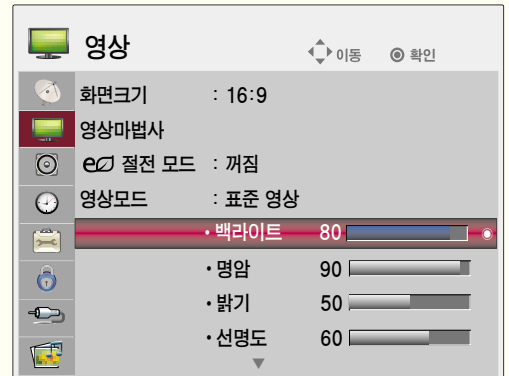 영상
이동 확인
화면크기 : 16:9
영상마법사
e 절전 모드 : 꺼짐
영상모드 : 표준 영상
• 백라이트 80
• 명암 90
• 밝기 50
• 선명도 60